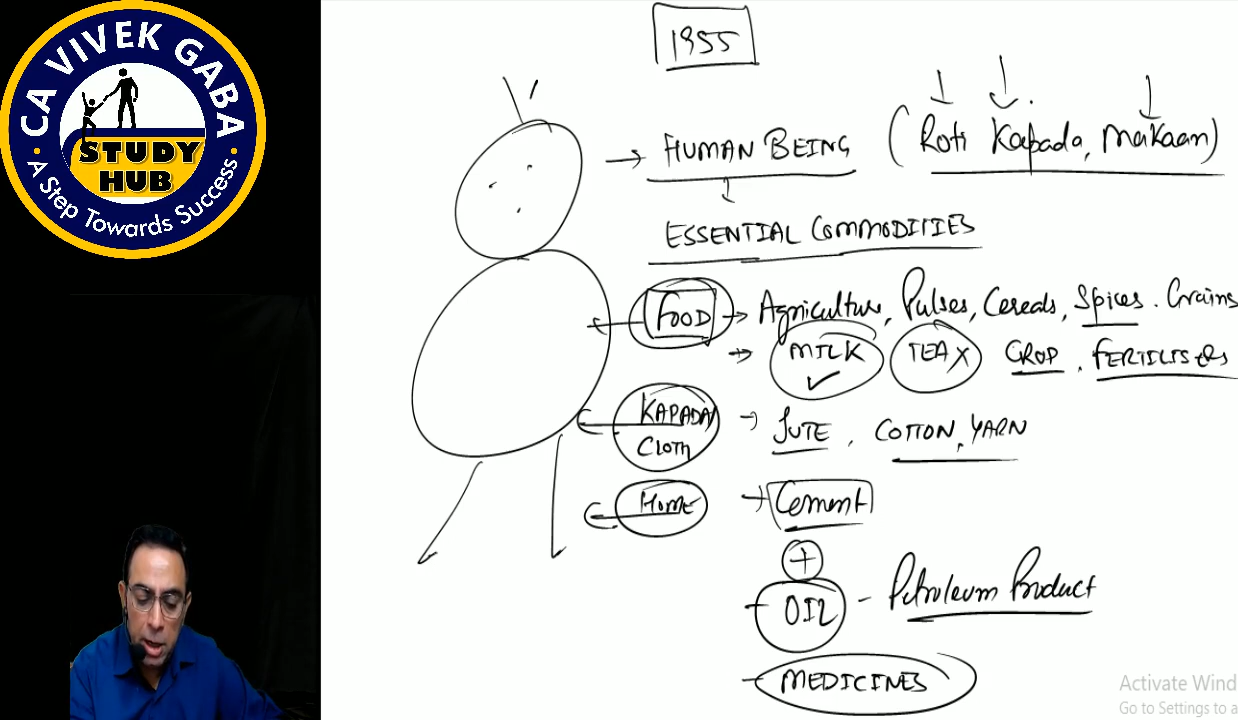 CA VIVEK GABA
STUDY
HUB
• A Step Towards Success •
1955
HUMAN BEING (Roti Kapada, Makaan)
ESSENTIAL COMMODITIES
FOOD → Agriculture, Pulses, Cereals, Spices. Grains
→ MILK ✓ TEA X CROP, FERTILISERS
KAPADA → JUTE, COTTON, YARN
CLOTH
HOME → Cement
+
OIL - Petroleum Product
- MEDICINES
Activate Wind
Go to Settings to a